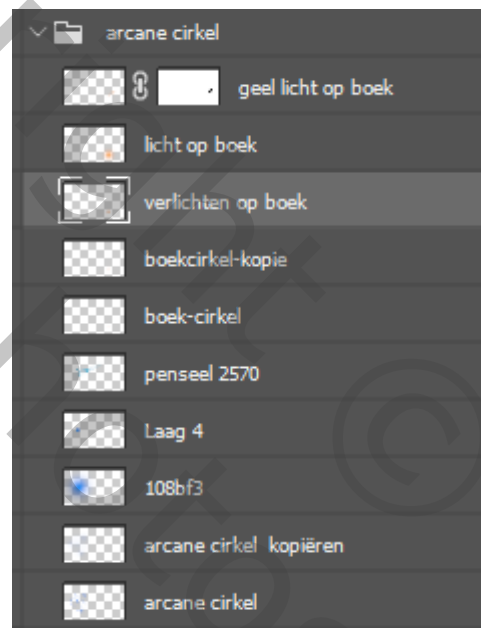 arcane cirkel
geel licht op boek
licht op boek
verlichten op boek
boekcirkel-kopie
boek-cirkel
penseel 2570
Laag 4
108bf3
arcane cirkel kopiëren
arcane cirkel